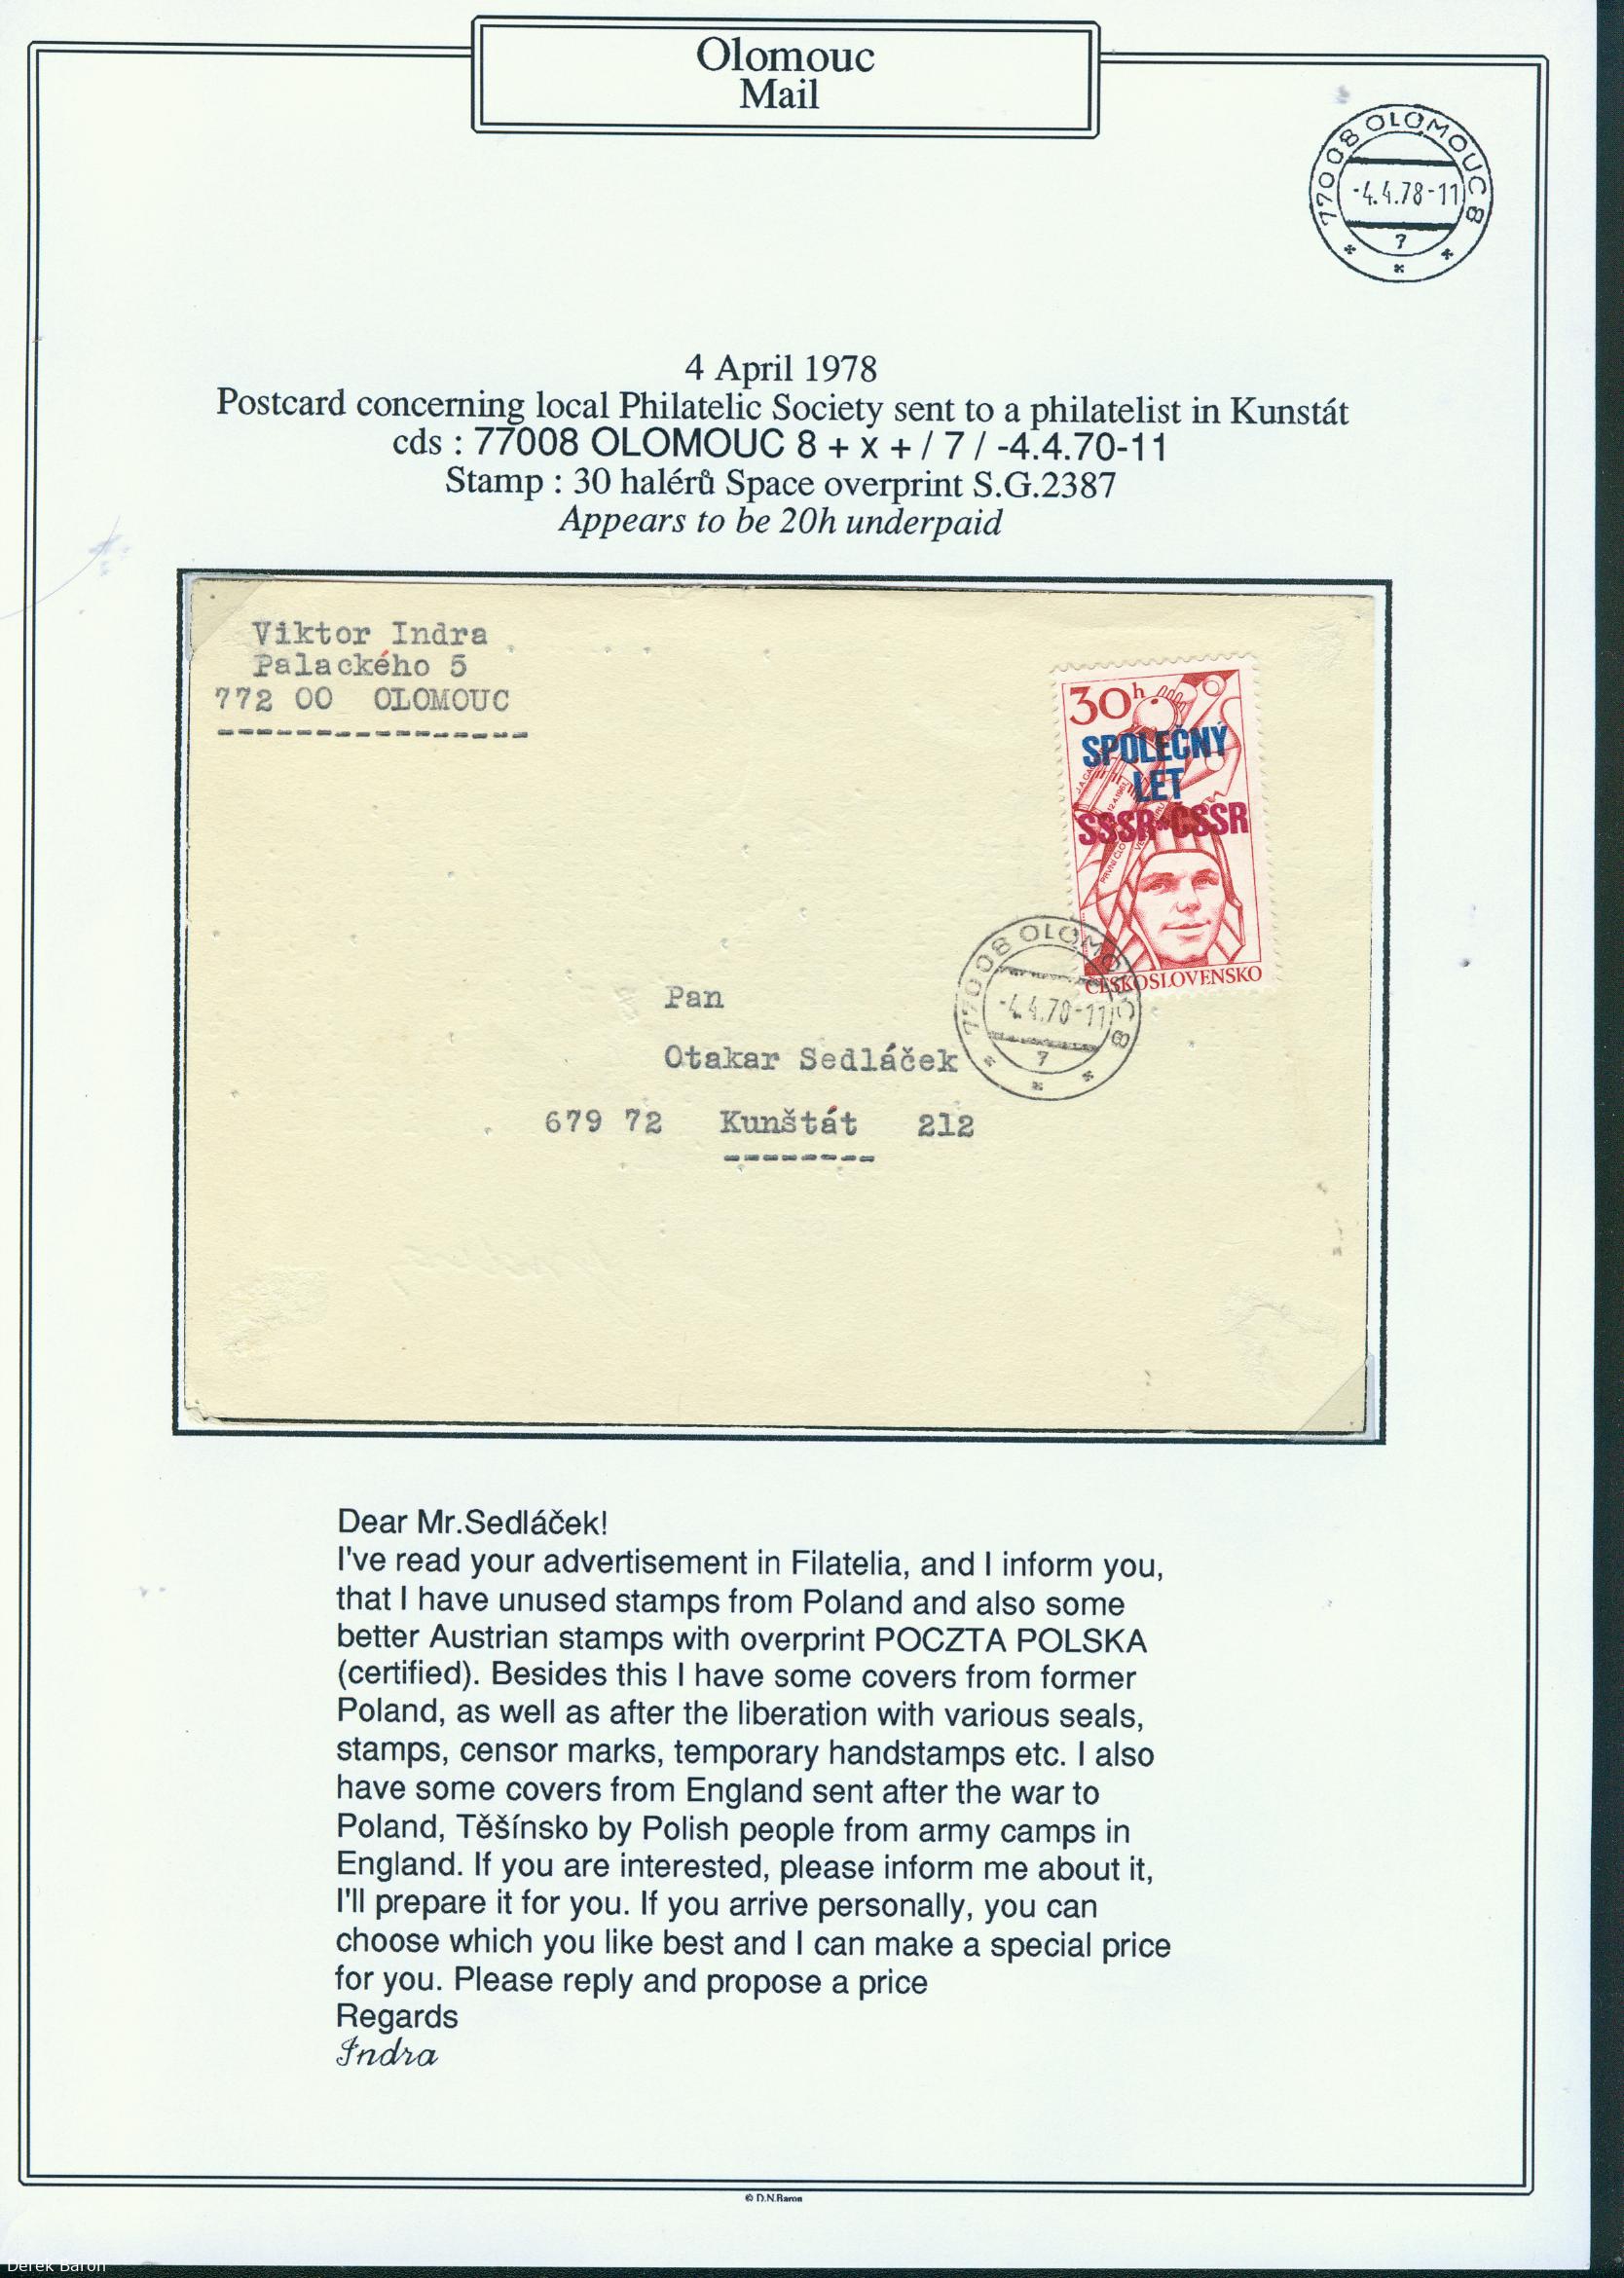 Olomouc
Mail
77008 OLOMOUC 8
-4.4.78-11
7
4 April 1978
Postcard concerning local Philatelic Society sent to a philatelist in Kunstát
cds : 77008 OLOMOUC 8 + x + / 7 / -4.4.70-11
Stamp : 30 halérů Space overprint S.G.2387
Appears to be 20h underpaid
Viktor Indra
Palackého 5
772 00 OLOMOUC
30h
SPOLEČNÝ
LET
SSSR*ČSSR
ČESKOSLOVENSKO
77008 OLOMOUC 8
-4.4.78-11
7
Pan
Otakar Sedláček
679 72 Kunštát 212
Dear Mr.Sedláček!
I've read your advertisement in Filatelia, and I inform you,
that I have unused stamps from Poland and also some
better Austrian stamps with overprint POCZTA POLSKA
(certified). Besides this I have some covers from former
Poland, as well as after the liberation with various seals,
stamps, censor marks, temporary handstamps etc. I also
have some covers from England sent after the war to
Poland, Těšínsko by Polish people from army camps in
England. If you are interested, please inform me about it,
I'll prepare it for you. If you arrive personally, you can
choose which you like best and I can make a special price
for you. Please reply and propose a price
Regards
Indra
© D.N.Baron
Derek Baron